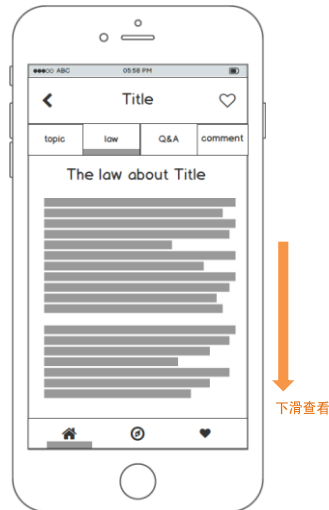 ABC 05:58 PM
Title
topic law Q&A comment
The law about Title
下滑查看